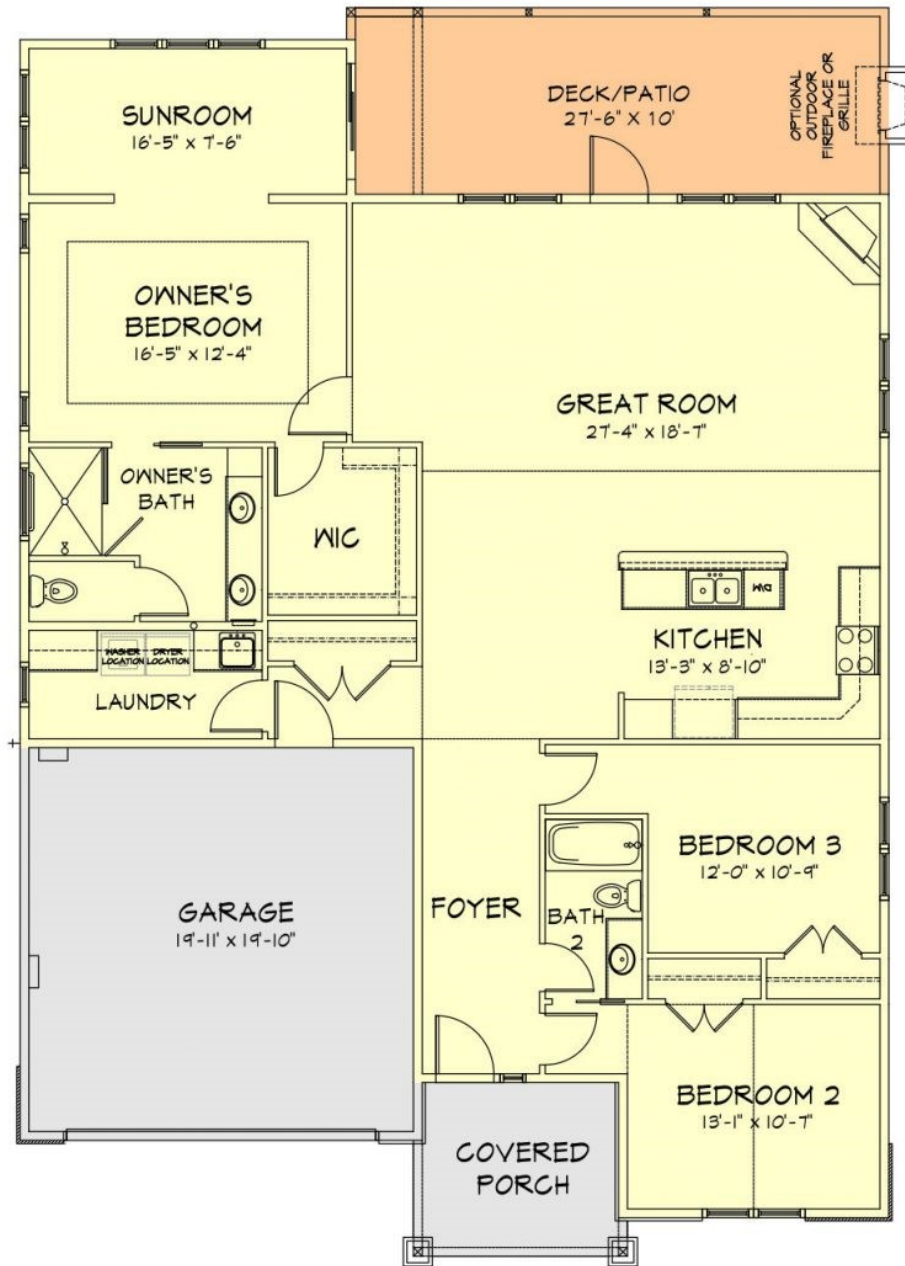 SUNROOM
16'-5" x 7'-6"
DECK/PATIO
27'-6" X 10'
OPTIONAL
OUTDOOR
FIREPLACE OR
GRILLE
OWNER'S
BEDROOM
16'-5" x 12'-4"
GREAT ROOM
27'-4" x 18'-7"
OWNER'S
BATH
WIC
DW
KITCHEN
13'-3" x 8'-10"
WASHER
LOCATION
DRYER
LOCATION
LAUNDRY
BEDROOM 3
12'-0" x 10'-9"
GARAGE
19'-11' x 19'-10"
FOYER
BATH
2
BEDROOM 2
13'-1" x 10'-7"
COVERED
PORCH